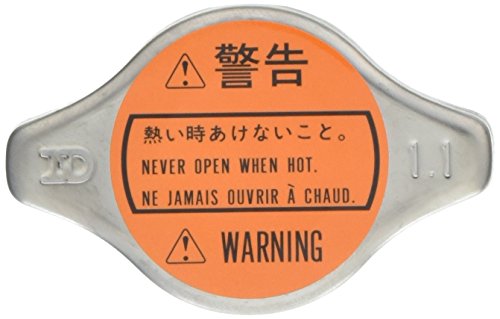 ⚠ 警告
熱い時あけないこと。
NEVER OPEN WHEN HOT.
NE JAMAIS OUVRIR À CHAUD.
⚠ WARNING
1.1